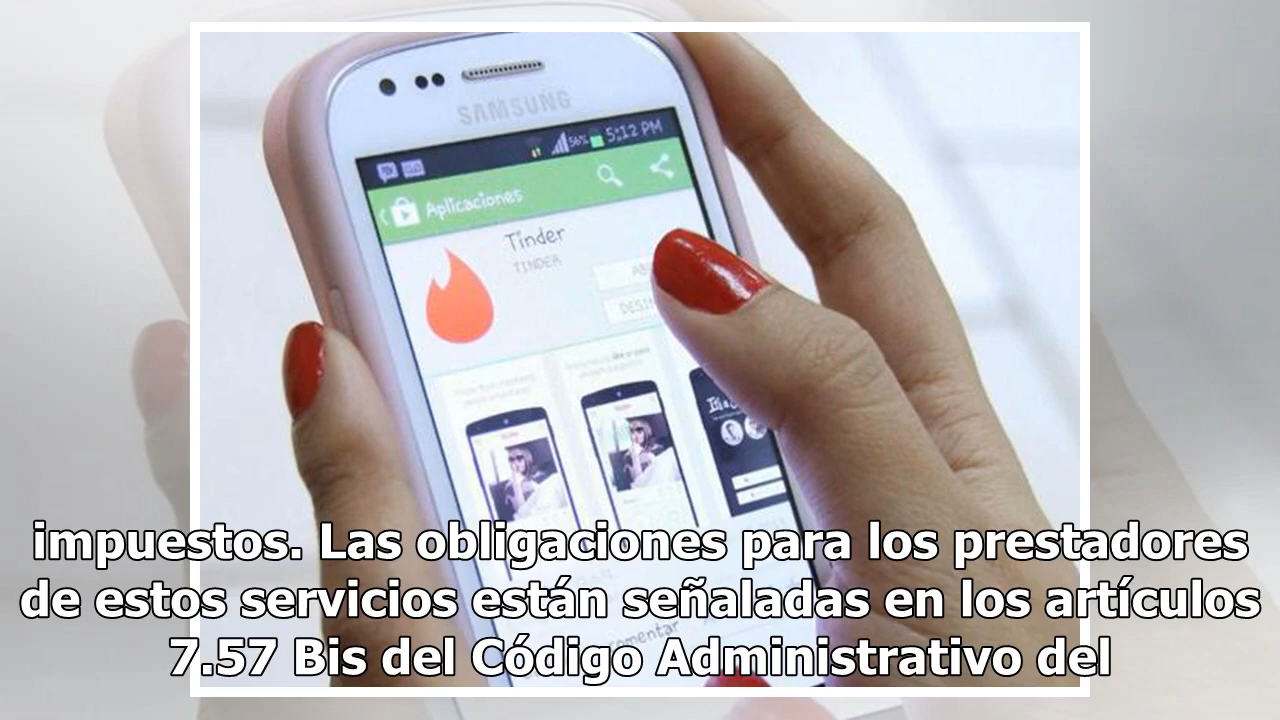 SAMSUNG
56% 5:12 PM
Aplicaciones
Tinder
TINDER
impuestos. Las obligaciones para los prestadores
de estos servicios están señaladas en los artículos
7.57 Bis del Código Administrativo del